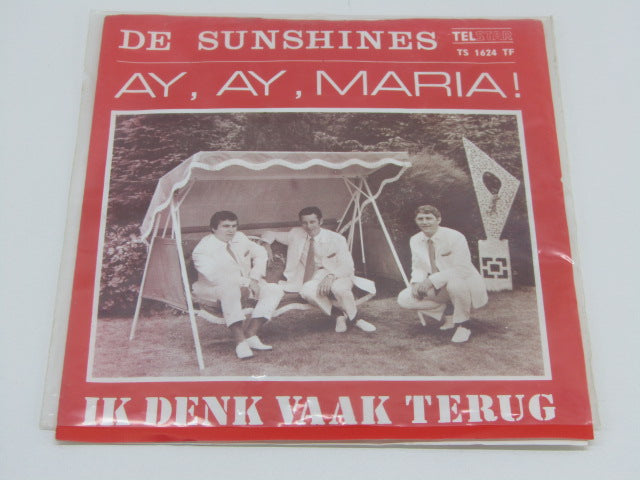 DE SUNSHINES TELSTAR
TS 1624 TF
AY, AY, MARIA!
IK DENK VAAK TERUG